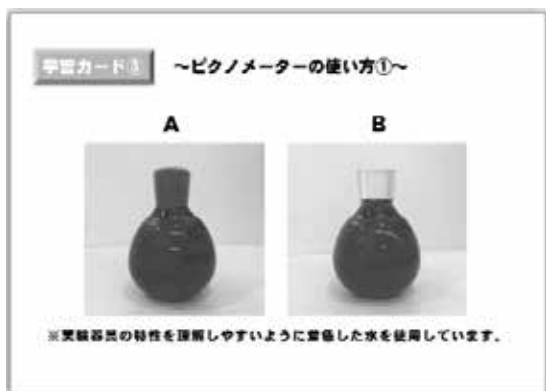 学習カード③
～ピクノメーターの使い方①～
A
B
※実験器具の特性を理解しやすいように着色した水を使用しています。